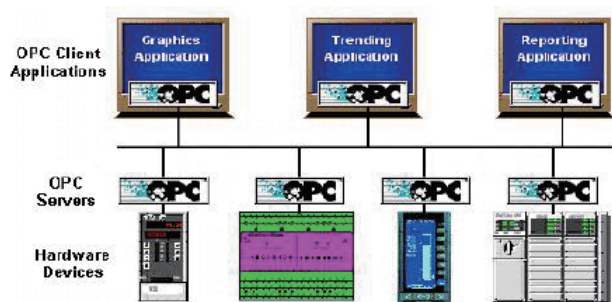 OPC Client
Applications
Graphics
Application
OPC
Trending
Application
OPC
Reporting
Application
OPC
OPC
Servers
OPC
OPC
OPC
OPC
Hardware
Devices